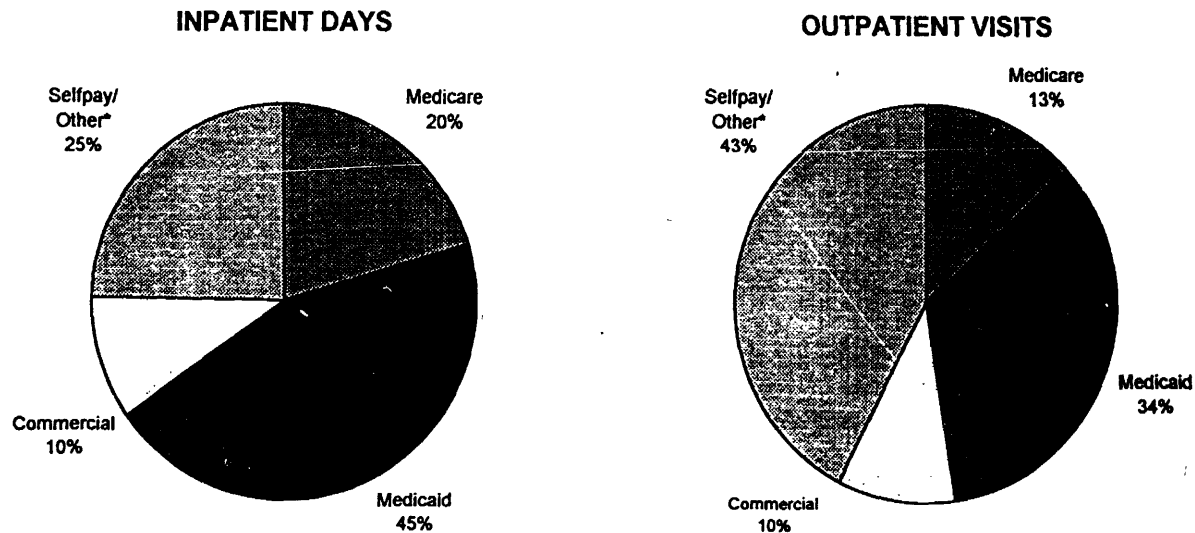 INPATIENT DAYS
Selfpay/
Other*
25%
Medicare
20%
Commercial
10%
Medicaid
45%
OUTPATIENT VISITS
Selfpay/
Other*
43%
Medicare
13%
Medicaid
34%
Commercial
10%